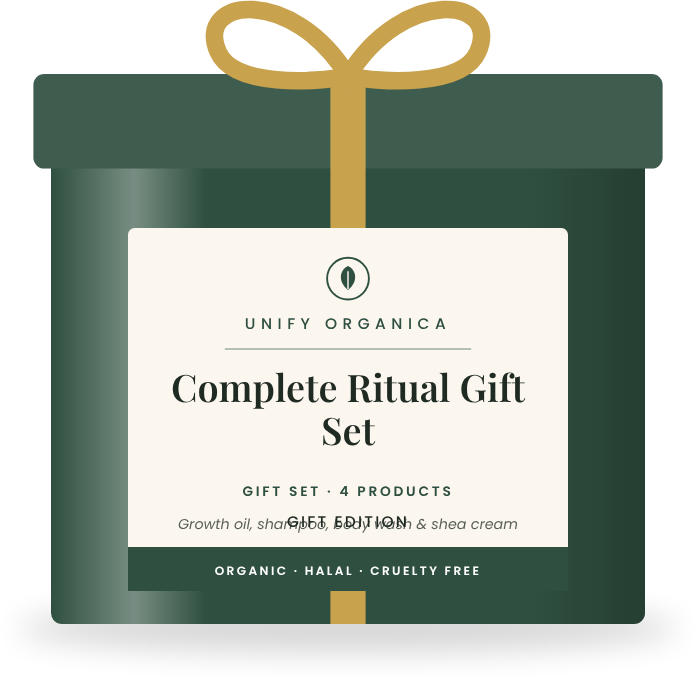 UNIFY ORGANICA
Complete Ritual Gift
Set
GIFT SET · 4 PRODUCTS
GIFT EDITION
Growth oil, shampoo, body wash & shea cream
ORGANIC · HALAL · CRUELTY FREE